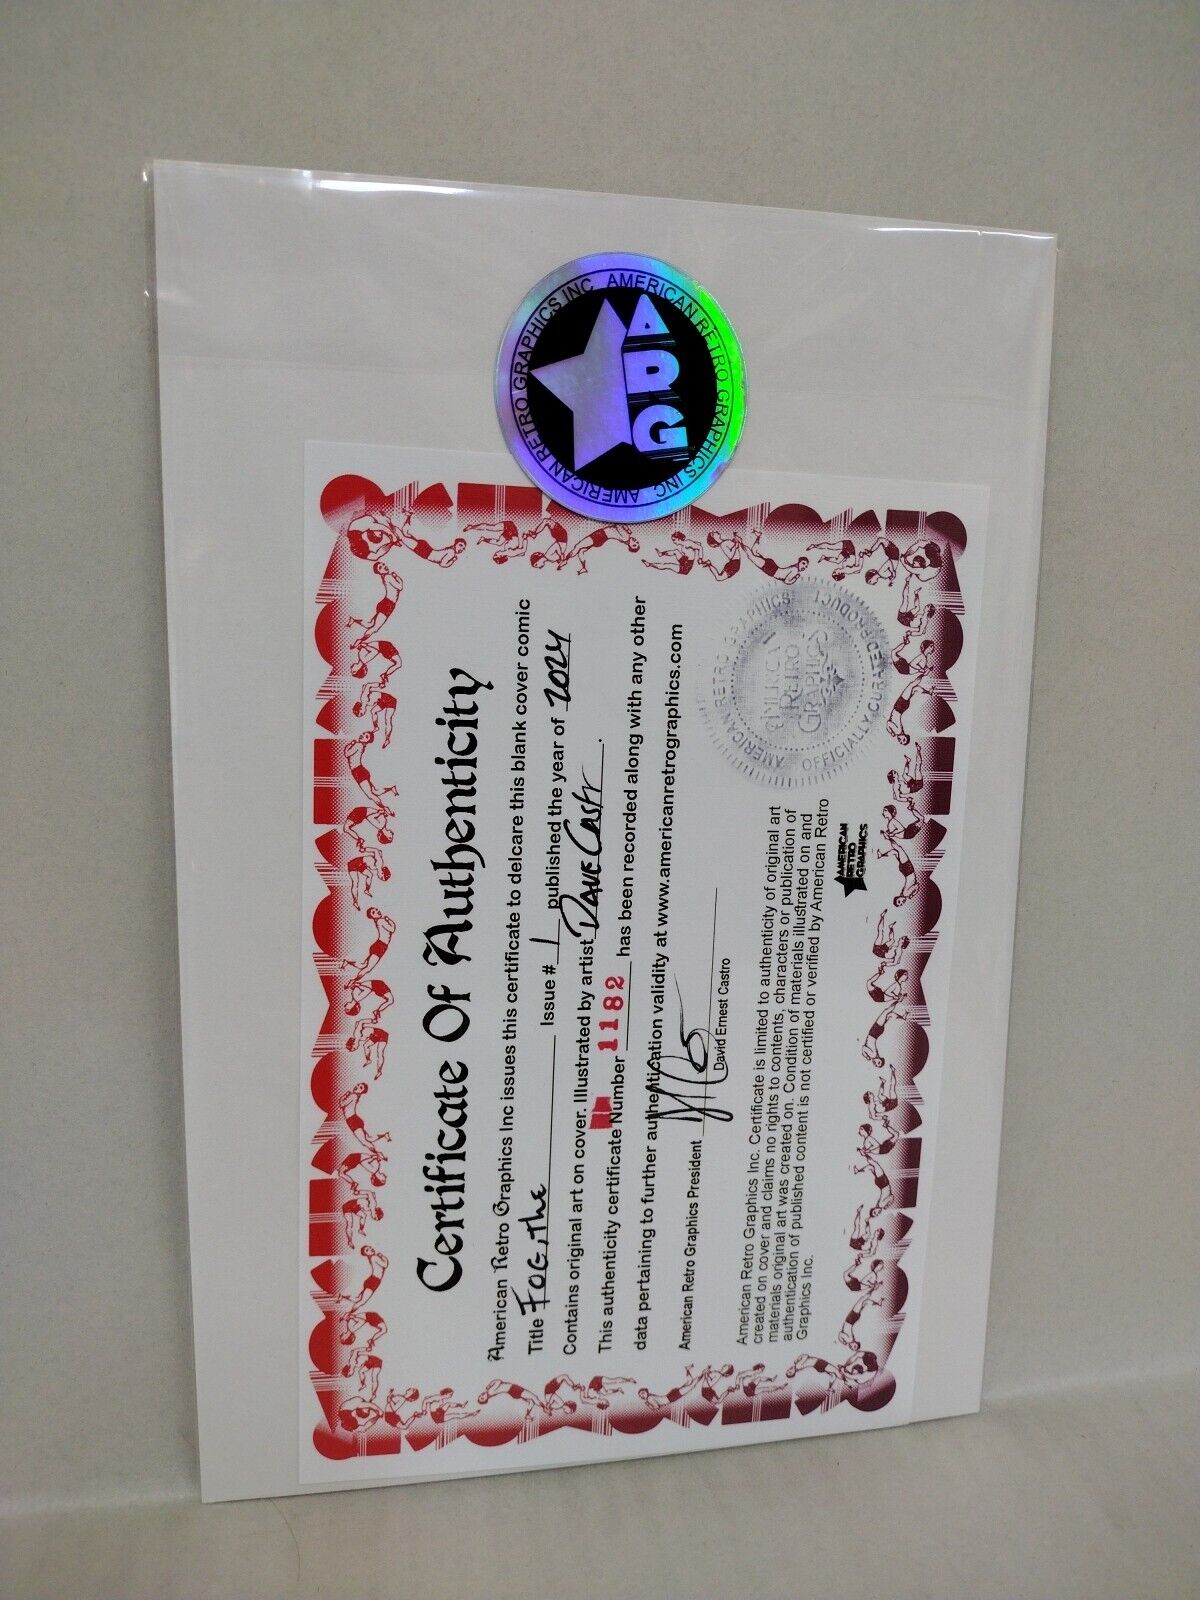 AMERICAN RETRO GRAPHICS INC AMERICAN RETRO GRAPHICS INC
ARG
Certificate Of Authenticity
American Retro Graphics Inc issues this certificate to delcare this blank cover comic
Title Fog, the Issue # 1 published the year of 2024
Contains original art on cover. Illustrated by artist Dave Castr.
This authenticity certificate Number 1182 has been recorded along with any other
data pertaining to further authentication validity at www.americanretrographics.com
American Retro Graphics President
David Ernest Castro
American Retro Graphics Inc. Certificate is limited to authenticity of original art
created on cover and claims no rights to contents, characters or publication of
materials original art was created on. Condition of materials illustrated on and
authentication of published content is not certified or verified by American Retro
Graphics Inc.
AMERICAN
RETRO
GRAPHICS
AMERICAN RETRO GRAPHICS
OFFICIALLY CURATED PRODUCT
AMERICAN
RETRO
GRAPHICS